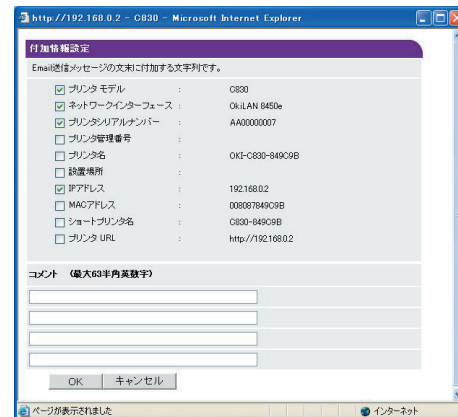 http://192.168.0.2 - C830 - Microsoft Internet Explorer
付加情報設定
Email送信メッセージの文末に付加する文字列です。
プリンタ モデル : C830
ネットワークインターフェース : OkiLAN 8450e
プリンタシリアルナンバー : AA00000007
プリンタ管理番号 :
プリンタ名 : OKI-C830-849C9B
設置場所 :
IPアドレス : 192.168.0.2
MACアドレス : 008087849C9B
ショートプリンタ名 : C830-849C9B
プリンタ URL : http://192.168.0.2
コメント (最大63半角英数字)
OK キャンセル
ページが表示されました インターネット